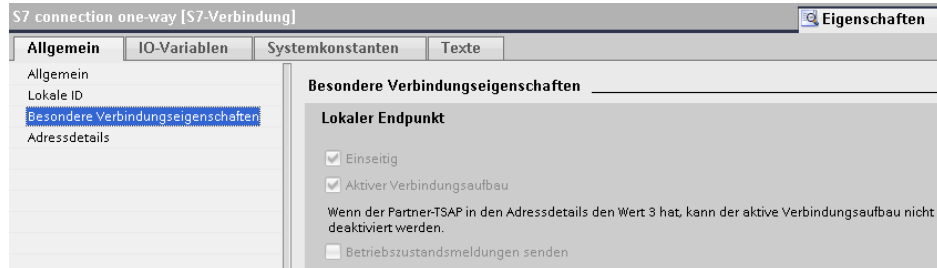 S7 connection one-way [S7-Verbindung]
Eigenschaften
Allgemein
IO-Variablen
Systemkonstanten
Texte
Allgemein
Lokale ID
Besondere Verbindungseigenschaften
Adressdetails
Besondere Verbindungseigenschaften
Lokaler Endpunkt
Einseitig
Aktiver Verbindungsaufbau
Wenn der Partner-TSAP in den Adressdetails den Wert 3 hat, kann der aktive Verbindungsaufbau nicht
deaktiviert werden.
Betriebszustandsmeldungen senden